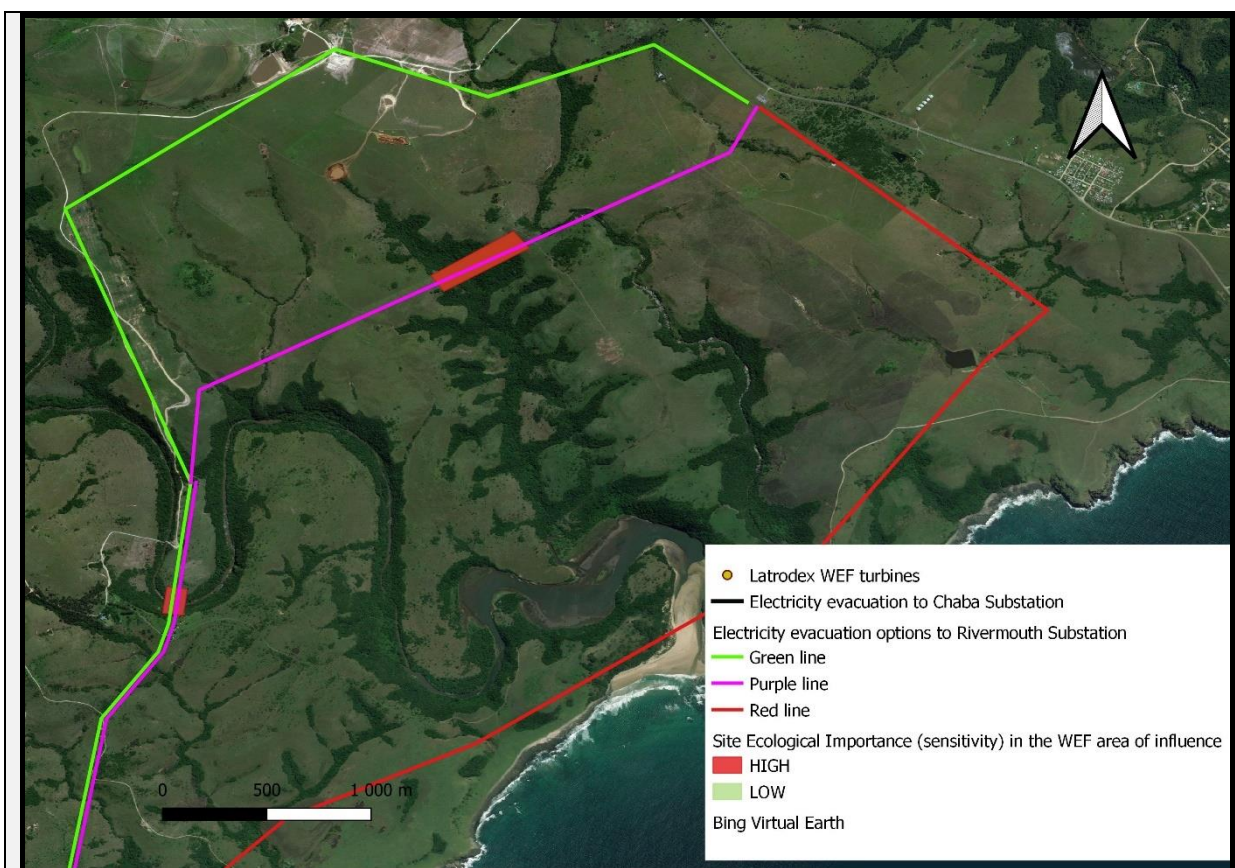 Latrodex WEF turbines
Electricity evacuation to Chaba Substation
Electricity evacuation options to Rivermouth Substation
Green line
Purple line
Red line
Site Ecological Importance (sensitivity) in the WEF area of influence
HIGH
LOW
Bing Virtual Earth
0 500 1 000 m